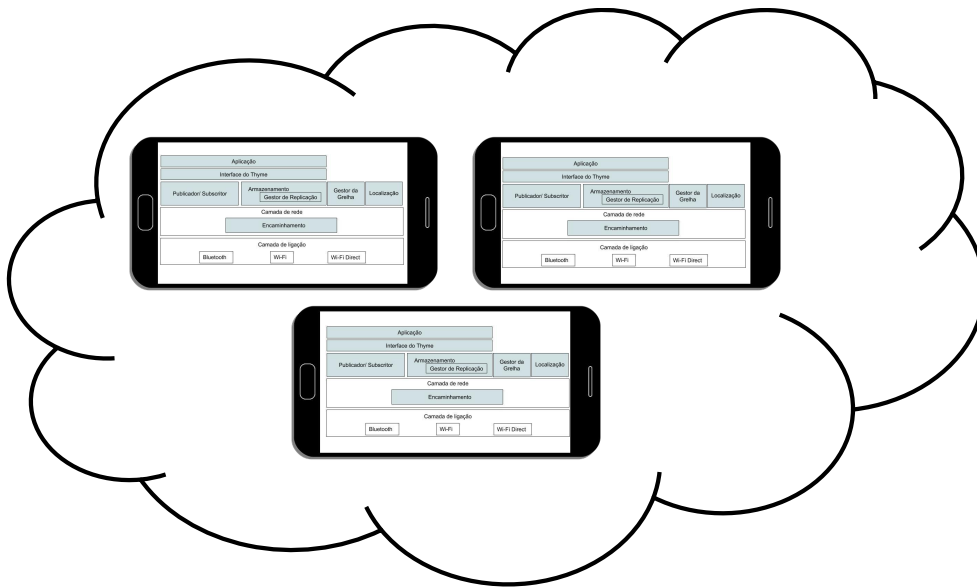 Aplicação
Interface do Thyme
Publicador/ Subscritor
Armazenamento
Gestor de Replicação
Gestor da
Grelha
Localização
Camada de rede
Encaminhamento
Camada de ligação
Bluetooth
Wi-Fi
Wi-Fi Direct
Aplicação
Interface do Thyme
Publicador/ Subscritor
Armazenamento
Gestor de Replicação
Gestor da
Grelha
Localização
Camada de rede
Encaminhamento
Camada de ligação
Bluetooth
Wi-Fi
Wi-Fi Direct
Aplicação
Interface do Thyme
Publicador/ Subscritor
Armazenamento
Gestor de Replicação
Gestor da
Grelha
Localização
Camada de rede
Encaminhamento
Camada de ligação
Bluetooth
Wi-Fi
Wi-Fi Direct